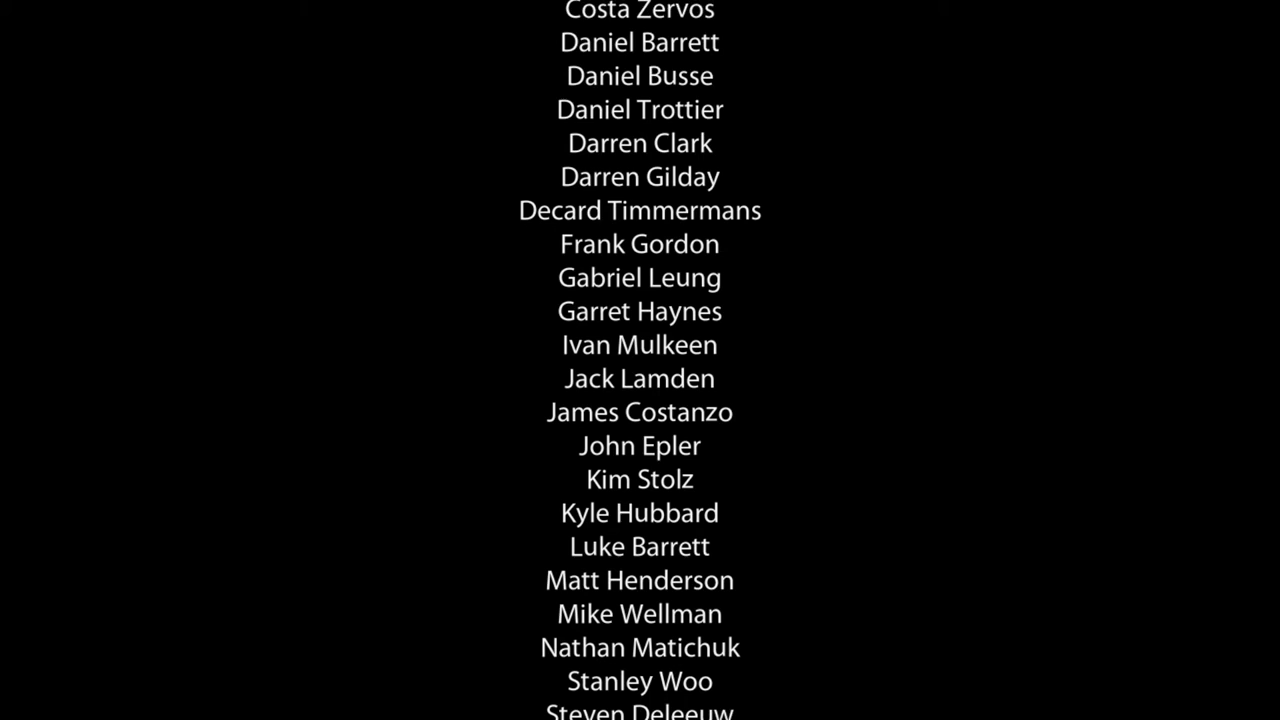 Costa Zervos
Daniel Barrett
Daniel Busse
Daniel Trottier
Darren Clark
Darren Gilday
Decard Timmermans
Frank Gordon
Gabriel Leung
Garret Haynes
Ivan Mulkeen
Jack Lamden
James Costanzo
John Epler
Kim Stolz
Kyle Hubbard
Luke Barrett
Matt Henderson
Mike Wellman
Nathan Matichuk
Stanley Woo
Steven Deleeuw